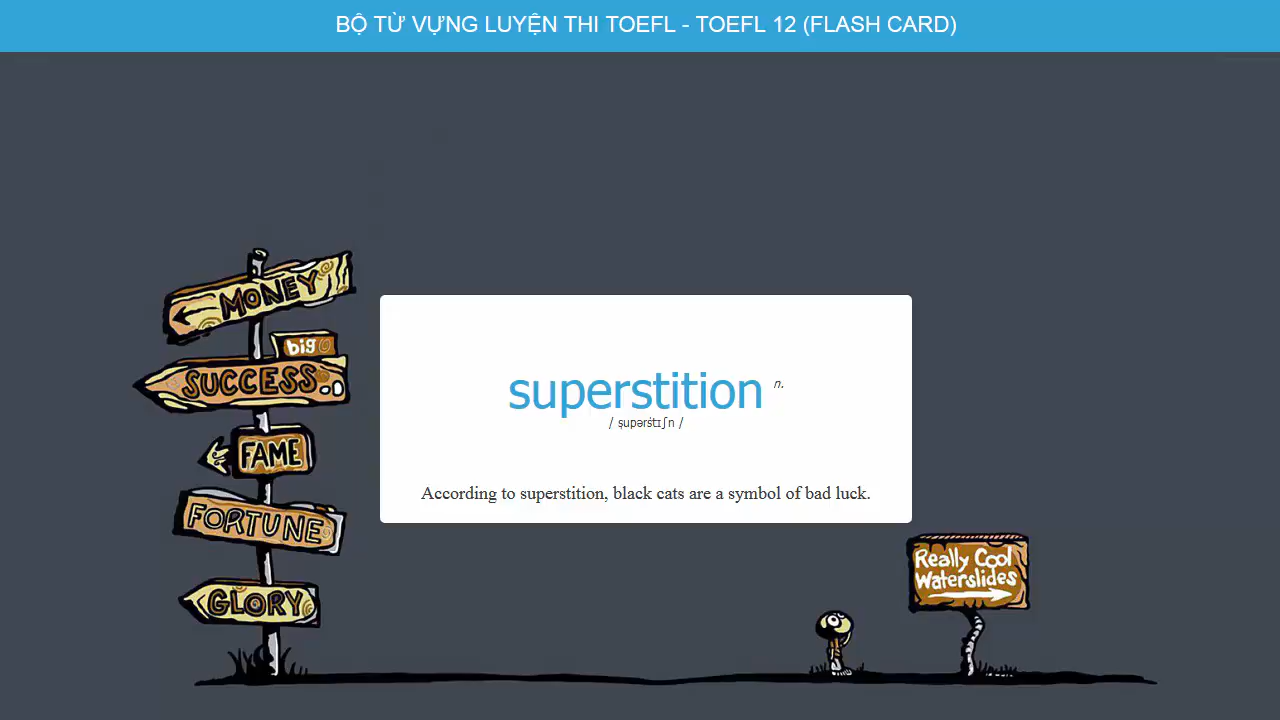 BỘ TỪ VỰNG LUYỆN THI TOEFL - TOEFL 12 (FLASH CARD)
MONEY
big
SUCCESS
FAME
FORTUNE
GLORY
superstition n.
According to superstition, black cats are a symbol of bad luck.
Really Cool
Waterslides